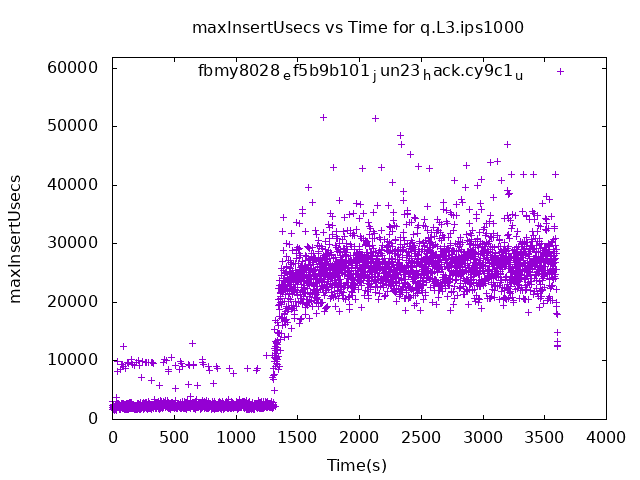 maxInsertUsecs vs Time for q.L3.ips1000
fbmy8028ef5b9b101jun23hack.cy9c1u
60000
50000
40000
30000
20000
10000
0
maxInsertUsecs
0 500 1000 1500 2000 2500 3000 3500 4000
Time(s)